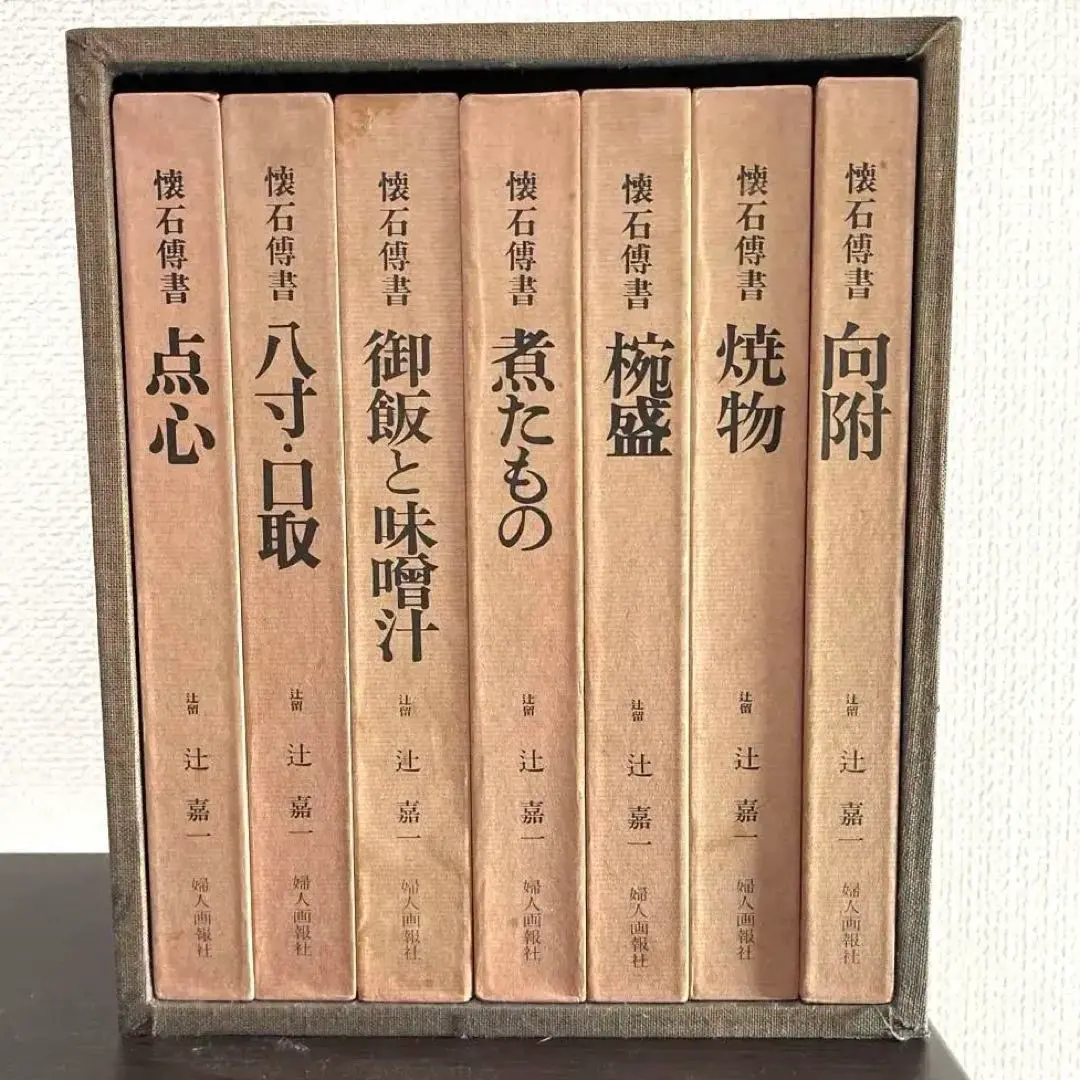 懐石傳書
向附
辻留
辻嘉一
婦人画報社
懐石傳書
焼物
辻留
辻嘉一
婦人画報社
懐石傳書
椀盛
辻留
辻嘉一
婦人画報社
懐石傳書
煮たもの
辻留
辻嘉一
婦人画報社
懐石傳書
御飯と味噌汁
辻留
辻嘉一
婦人画報社
懐石傳書
八寸・口取
辻留
辻嘉一
婦人画報社
懐石傳書
点心
辻留
辻嘉一
婦人画報社